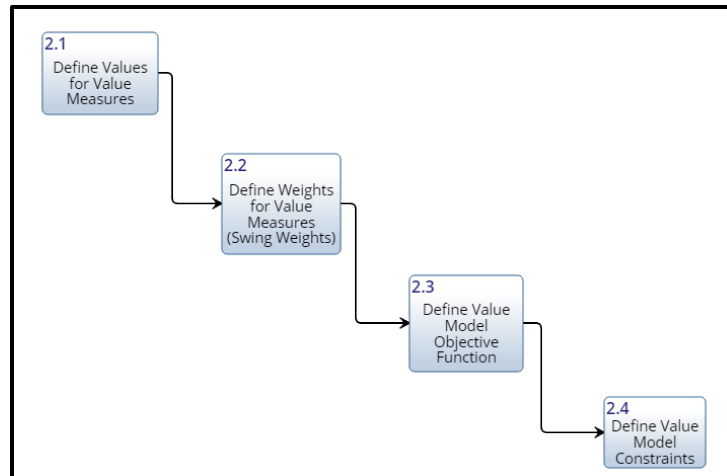 2.1
Define Values
for Value
Measures
2.2
Define Weights
for Value
Measures
(Swing Weights)
2.3
Define Value
Model
Objective
Function
2.4
Define Value
Model
Constraints